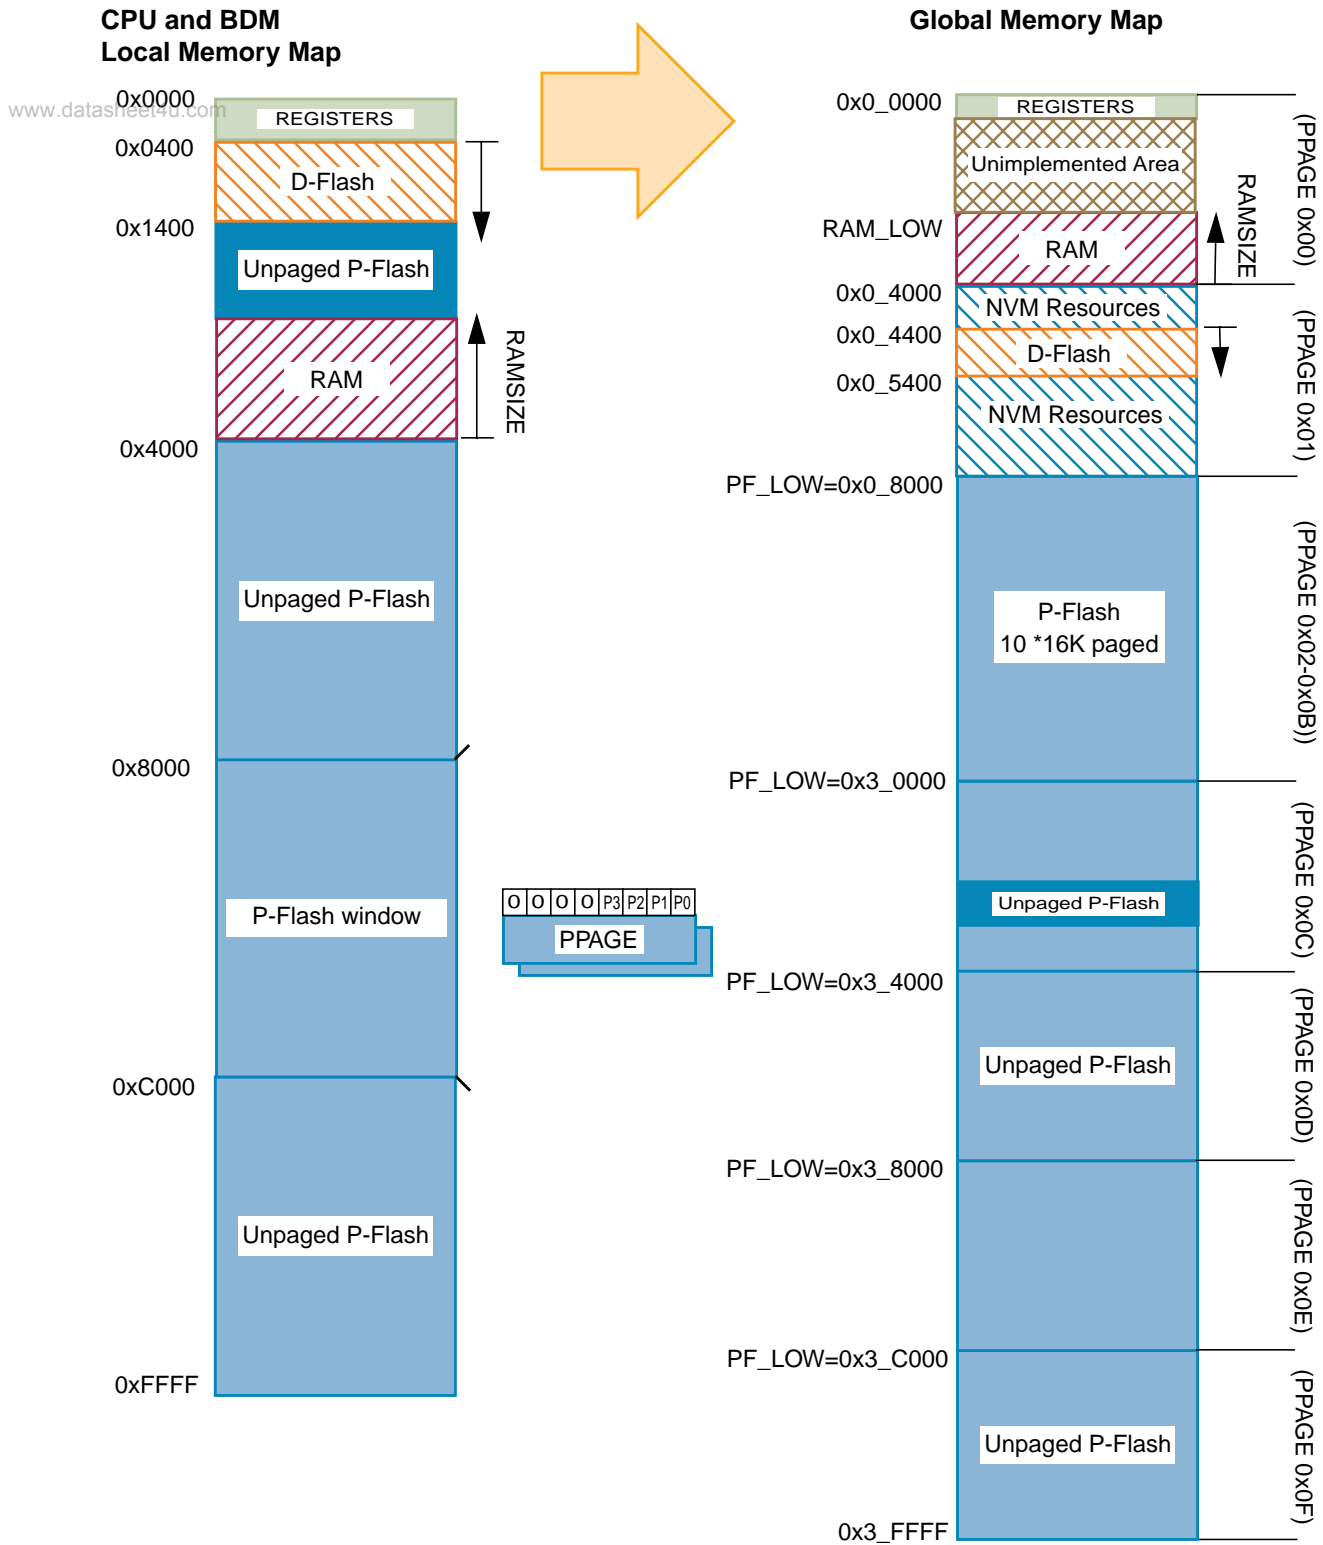 CPU and BDM
Local Memory Map
www.datasheet4u.com
0x0000
REGISTERS
0x0400
D-Flash
0x1400
Unpaged P-Flash
RAM
RAMSIZE
0x4000
Unpaged P-Flash
0x8000
P-Flash window
0xC000
Unpaged P-Flash
0xFFFF
0 0 0 0 P3 P2 P1 P0
PPAGE
Global Memory Map
0x0_0000
REGISTERS
Unimplemented Area
(PPAGE 0x00)
RAM_LOW
RAM
RAMSIZE
0x0_4000
NVM Resources
0x0_4400
D-Flash
(PPAGE 0x01)
0x0_5400
NVM Resources
PF_LOW=0x0_8000
P-Flash
10 *16K paged
(PPAGE 0x02-0x0B))
PF_LOW=0x3_0000
Unpaged P-Flash
(PPAGE 0x0C)
PF_LOW=0x3_4000
Unpaged P-Flash
(PPAGE 0x0D)
PF_LOW=0x3_8000
(PPAGE 0x0E)
PF_LOW=0x3_C000
Unpaged P-Flash
(PPAGE 0x0F)
0x3_FFFF